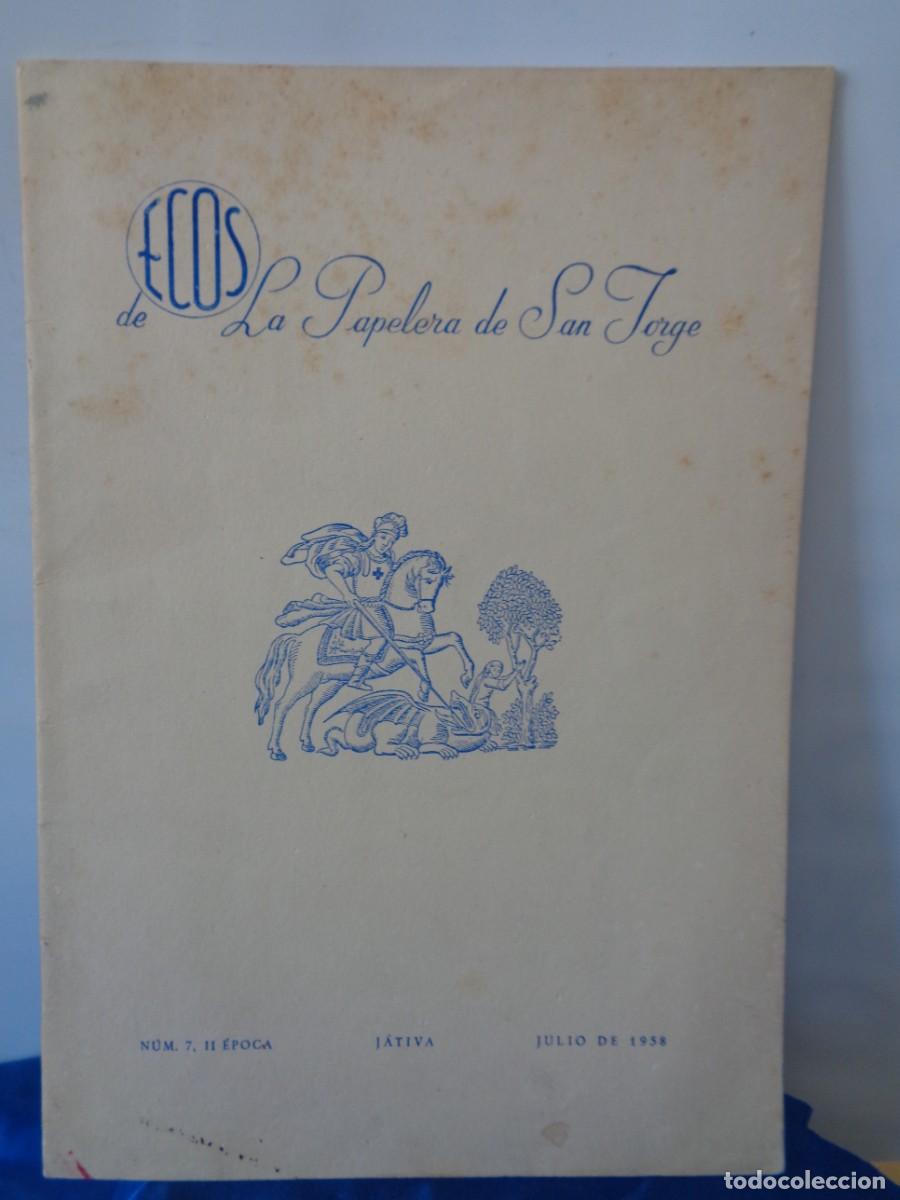 ECOS
de La Papelera de San Jorge
NÚM. 7, II ÉPOCA JÁTIVA JULIO DE 1958
todocoleccion